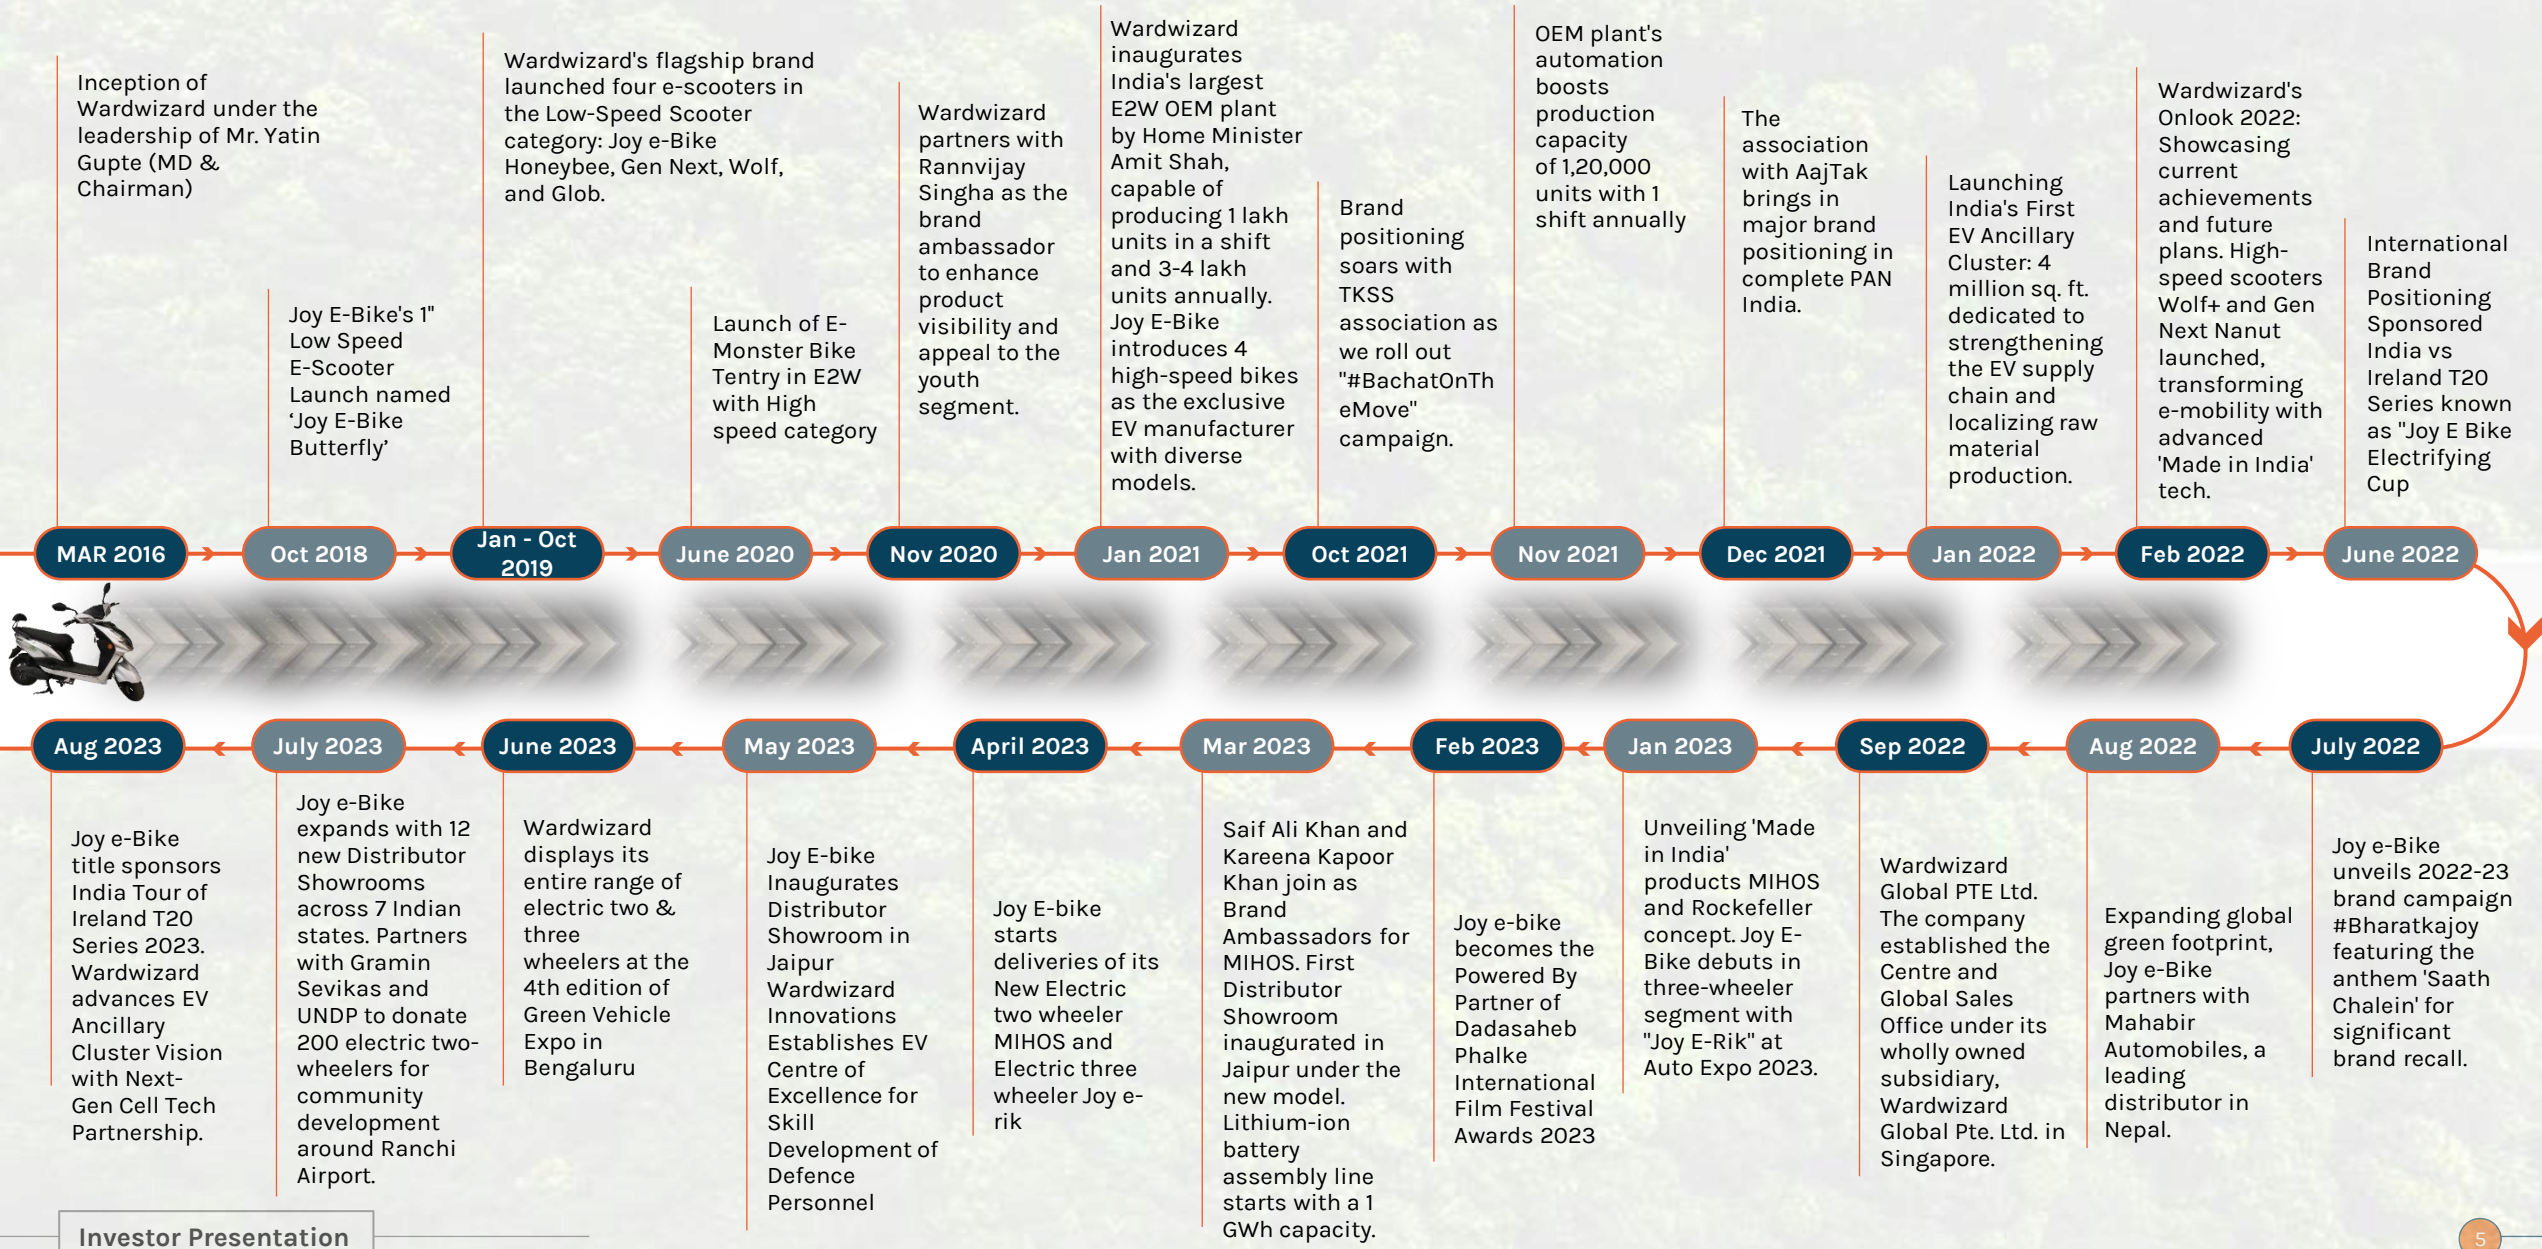 Inception of
Wardwizard under the
leadership of Mr. Yatin
Gupte (MD &
Chairman)
Joy E-Bike's 1"
Low Speed
E-Scooter
Launch named
‘Joy E-Bike
Butterfly’
Wardwizard's flagship brand
launched four e-scooters in
the Low-Speed Scooter
category: Joy e-Bike
Honeybee, Gen Next, Wolf,
and Glob.
Launch of E-
Monster Bike
Tentry in E2W
with High
speed category
Wardwizard
partners with
Rannvijay
Singha as the
brand
ambassador
to enhance
product
visibility and
appeal to the
youth
segment.
Wardwizard
inaugurates
India's largest
E2W OEM plant
by Home Minister
Amit Shah,
capable of
producing 1 lakh
units in a shift
and 3-4 lakh
units annually.
Joy E-Bike
introduces 4
high-speed bikes
as the exclusive
EV manufacturer
with diverse
models.
Brand
positioning
soars with
TKSS
association as
we roll out
"#BachatOnTh
eMove"
campaign.
OEM plant's
automation
boosts
production
capacity
of 1,20,000
units with 1
shift annually
The
association
with AajTak
brings in
major brand
positioning in
complete PAN
India.
Launching
India's First
EV Ancillary
Cluster: 4
million sq. ft.
dedicated to
strengthening
the EV supply
chain and
localizing raw
material
production.
Wardwizard's
Onlook 2022:
Showcasing
current
achievements
and future
plans. High-
speed scooters
Wolf+ and Gen
Next Nanut
launched,
transforming
e-mobility with
advanced
'Made in India'
tech.
International
Brand
Positioning
Sponsored
India vs
Ireland T20
Series known
as "Joy E Bike
Electrifying
Cup
MAR 2016
Oct 2018
Jan - Oct
2019
June 2020
Nov 2020
Jan 2021
Oct 2021
Nov 2021
Dec 2021
Jan 2022
Feb 2022
June 2022
Aug 2023
July 2023
June 2023
May 2023
April 2023
Mar 2023
Feb 2023
Jan 2023
Sep 2022
Aug 2022
July 2022
Joy e-Bike
title sponsors
India Tour of
Ireland T20
Series 2023.
Wardwizard
advances EV
Ancillary
Cluster Vision
with Next-
Gen Cell Tech
Partnership.
Joy e-Bike
expands with 12
new Distributor
Showrooms
across 7 Indian
states. Partners
with Gramin
Sevikas and
UNDP to donate
200 electric two-
wheelers for
community
development
around Ranchi
Airport.
Wardwizard
displays its
entire range of
electric two &
three
wheelers at the
4th edition of
Green Vehicle
Expo in
Bengaluru
Joy E-bike
Inaugurates
Distributor
Showroom in
Jaipur
Wardwizard
Innovations
Establishes EV
Centre of
Excellence for
Skill
Development of
Defence
Personnel
Joy E-bike
starts
deliveries of its
New Electric
two wheeler
MIHOS and
Electric three
wheeler Joy e-
rik
Saif Ali Khan and
Kareena Kapoor
Khan join as
Brand
Ambassadors for
MIHOS. First
Distributor
Showroom
inaugurated in
Jaipur under the
new model.
Lithium-ion
battery
assembly line
starts with a 1
GWh capacity.
Joy e-bike
becomes the
Powered By
Partner of
Dadasaheb
Phalke
International
Film Festival
Awards 2023
Unveiling 'Made
in India'
products MIHOS
and Rockefeller
concept. Joy E-
Bike debuts in
three-wheeler
segment with
"Joy E-Rik" at
Auto Expo 2023.
Wardwizard
Global PTE Ltd.
The company
established the
Centre and
Global Sales
Office under its
wholly owned
subsidiary,
Wardwizard
Global Pte. Ltd. in
Singapore.
Expanding global
green footprint,
Joy e-Bike
partners with
Mahabir
Automobiles, a
leading
distributor in
Nepal.
Joy e-Bike
unveils 2022-23
brand campaign
#Bharatkajoy
featuring the
anthem 'Saath
Chalein' for
significant
brand recall.
Investor Presentation
5